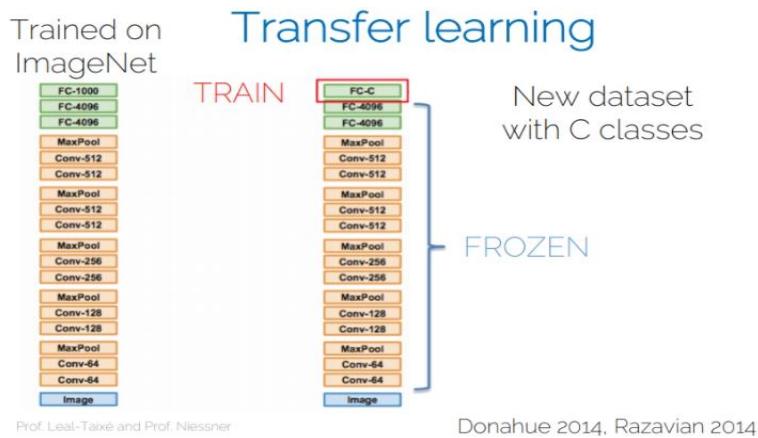 Transfer learning
Trained on
ImageNet
FC-1000
FC-4096
FC-4096
MaxPool
Conv-512
Conv-512
MaxPool
Conv-512
Conv-512
MaxPool
Conv-256
Conv-256
MaxPool
Conv-128
Conv-128
MaxPool
Conv-64
Conv-64
Image
TRAIN
FC-C
FC-4096
FC-4096
MaxPool
Conv-512
Conv-512
MaxPool
Conv-512
Conv-512
MaxPool
Conv-256
Conv-256
MaxPool
Conv-128
Conv-128
MaxPool
Conv-64
Conv-64
Image
New dataset
with C classes
FROZEN
Prof. Leal-Taixé and Prof. Niessner
Donahue 2014, Razavian 2014